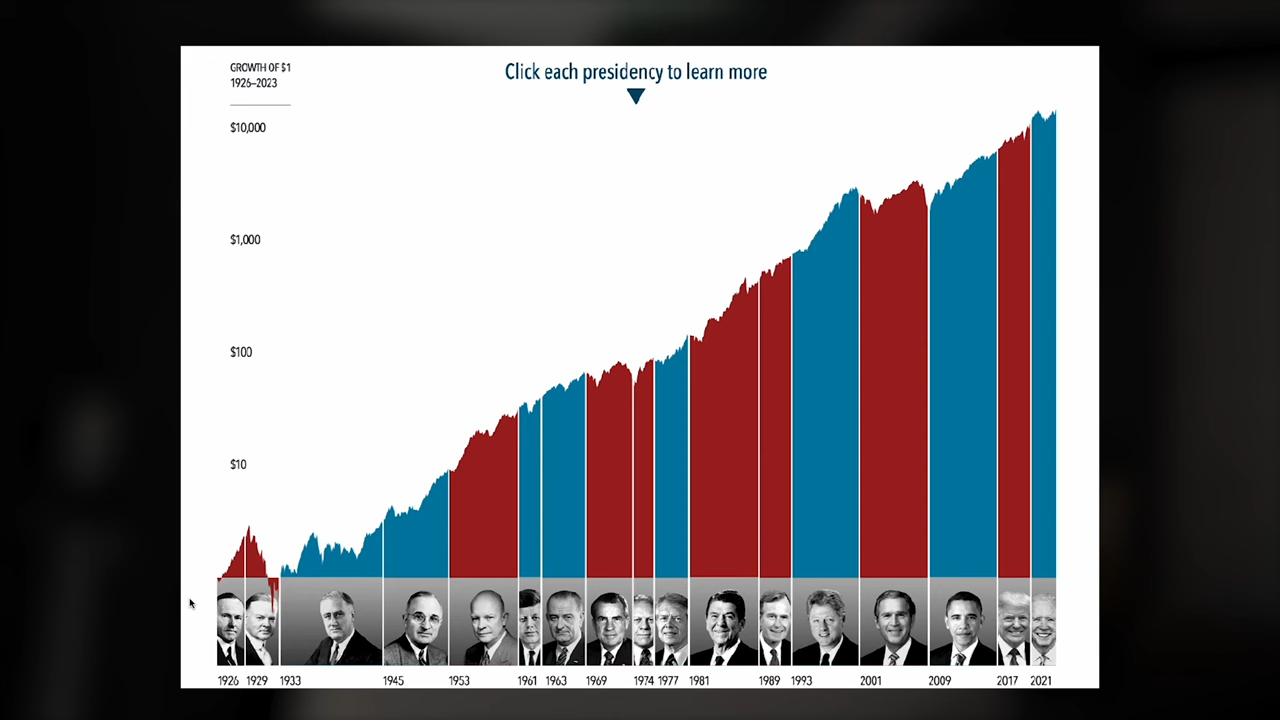 GROWTH OF $1
1926–2023
Click each presidency to learn more
$10,000
$1,000
$100
$10
1926 1929 1933 1945 1953 1961 1963 1969 1974 1977 1981 1989 1993 2001 2009 2017 2021